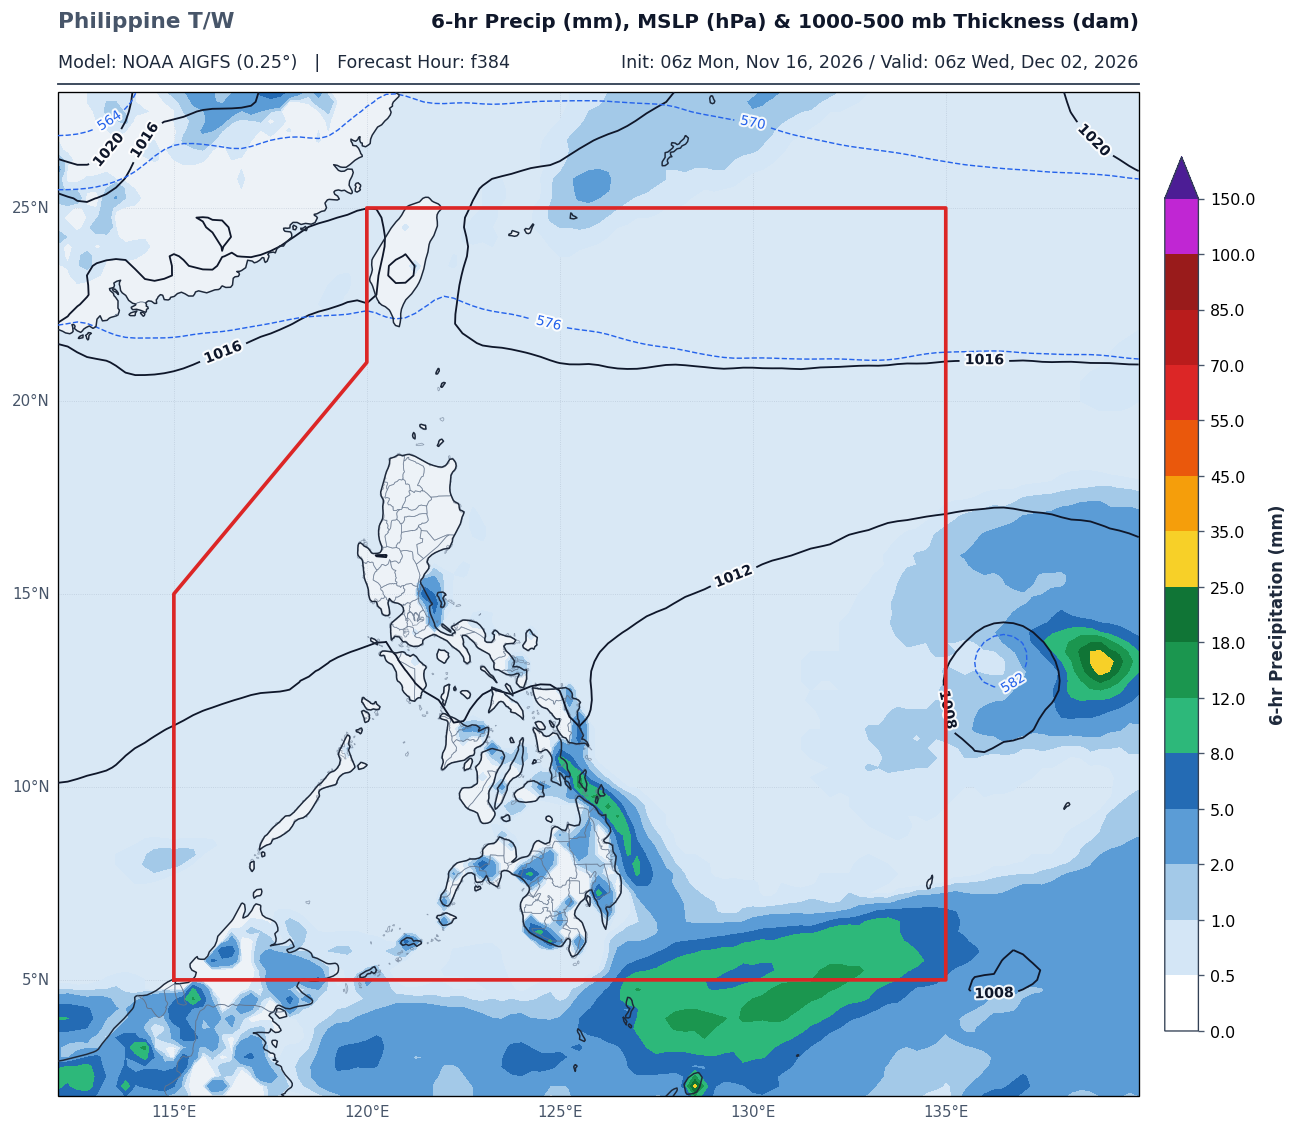 Philippine T/W
6-hr Precip (mm), MSLP (hPa) & 1000-500 mb Thickness (dam)
Model: NOAA AIGFS (0.25°) | Forecast Hour: f384
Init: 06z Mon, Nov 16, 2026 / Valid: 06z Wed, Dec 02, 2026
564
1020
1016
570
1020
576
1016
1016
1012
582
1008
1008
25°N
20°N
15°N
10°N
5°N
115°E
120°E
125°E
130°E
135°E
150.0
100.0
85.0
70.0
55.0
45.0
35.0
25.0
18.0
12.0
8.0
5.0
2.0
1.0
0.5
0.0
6-hr Precipitation (mm)